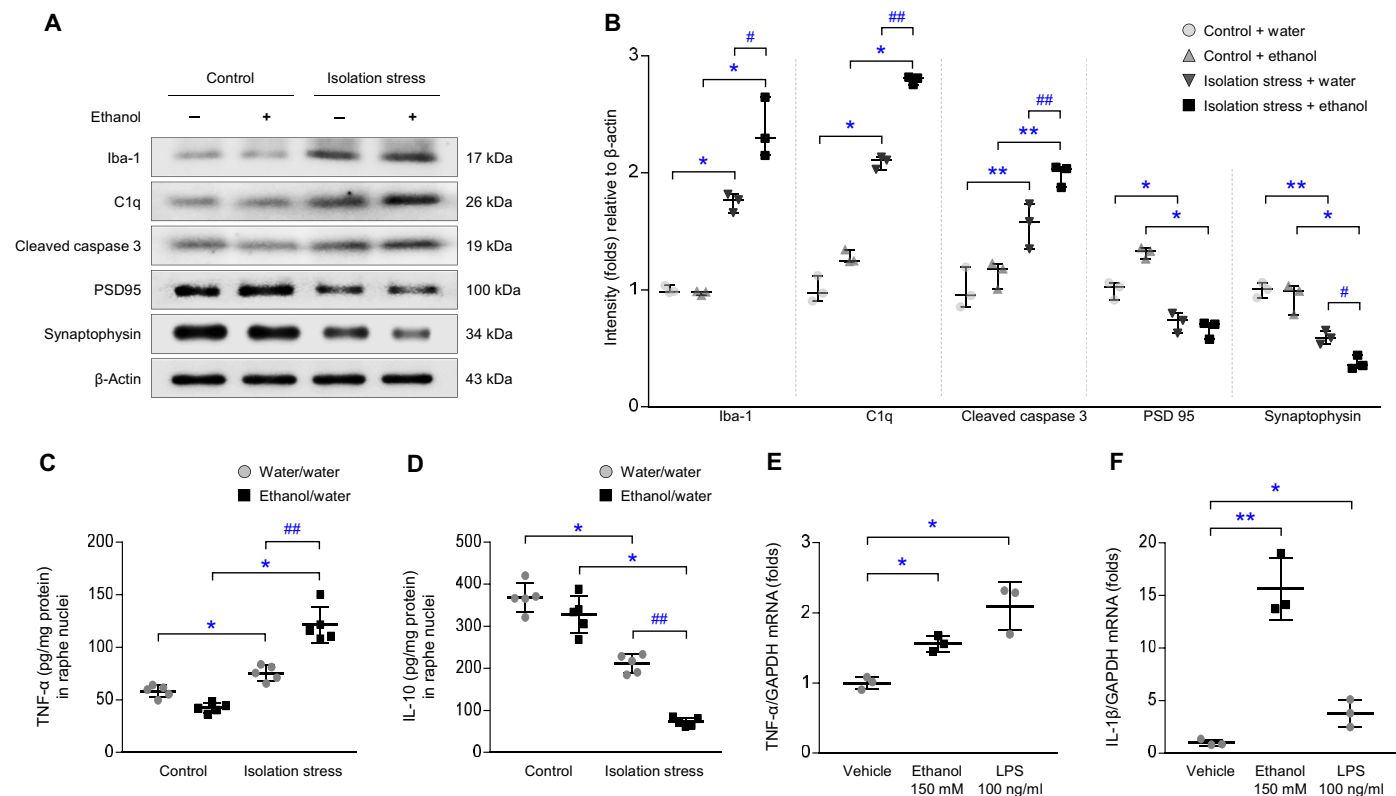 A
Control Isolation stress
Ethanol – + – +
Iba-1 17 kDa
C1q 26 kDa
Cleaved caspase 3 19 kDa
PSD95 100 kDa
Synaptophysin 34 kDa
β-Actin 43 kDa
B
Control + water
Control + ethanol
Isolation stress + water
Isolation stress + ethanol
Intensity (folds) relative to β-actin
3
2
1
0
* * #
* * ##
** ** ##
* *
** * #
Iba-1 C1q Cleaved caspase 3 PSD 95 Synaptophysin
C
Water/water
Ethanol/water
TNF-α (pg/mg protein)
in raphe nuclei
200
150
100
50
0
* * ##
Control Isolation stress
D
Water/water
Ethanol/water
IL-10 (pg/mg protein)
in raphe nuclei
500
400
300
200
100
0
* * ##
Control Isolation stress
E
TNF-α/GAPDH mRNA (folds)
3
2
1
0
* *
Vehicle Ethanol LPS
150 mM 100 ng/ml
F
IL-1β/GAPDH mRNA (folds)
20
15
10
5
0
** *
Vehicle Ethanol LPS
150 mM 100 ng/ml